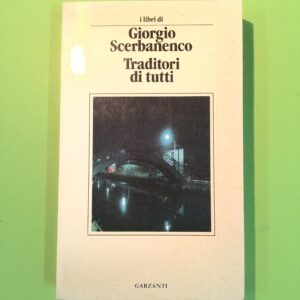 i libri di
Giorgio
Scerbanenco
Traditori
di tutti
GARZANTI